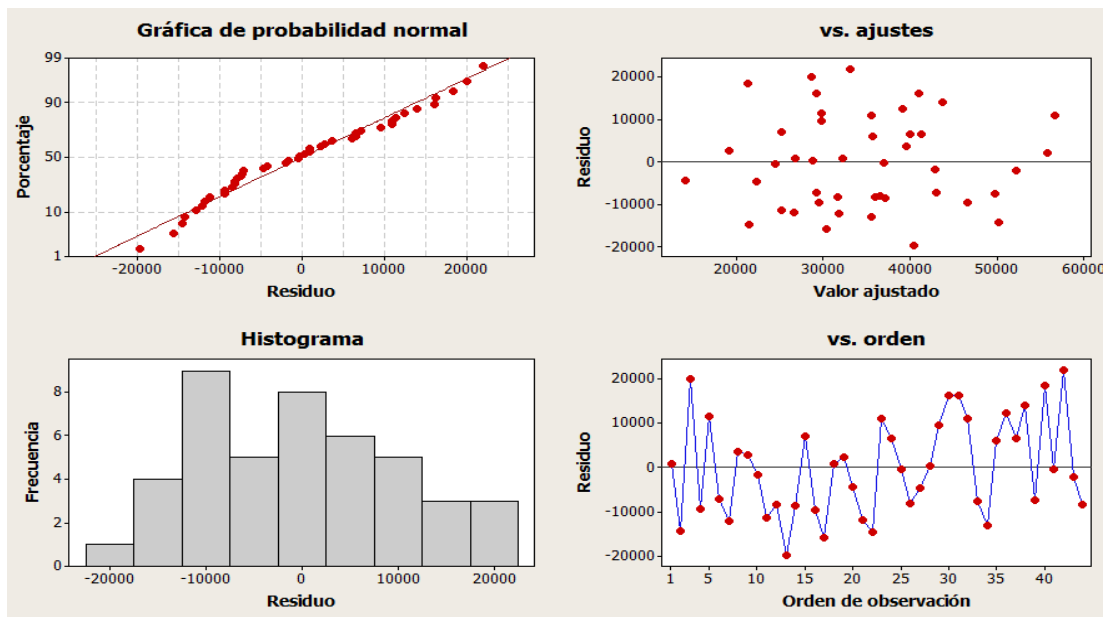 Gráfica de probabilidad normal
Porcentaje
99
90
50
10
1
-20000 -10000 0 10000 20000
Residuo
vs. ajustes
Residuo
20000
10000
0
-10000
-20000
20000 30000 40000 50000 60000
Valor ajustado
Histograma
Frecuencia
8
6
4
2
0
-20000 -10000 0 10000 20000
Residuo
vs. orden
Residuo
20000
10000
0
-10000
-20000
1 5 10 15 20 25 30 35 40
Orden de observación